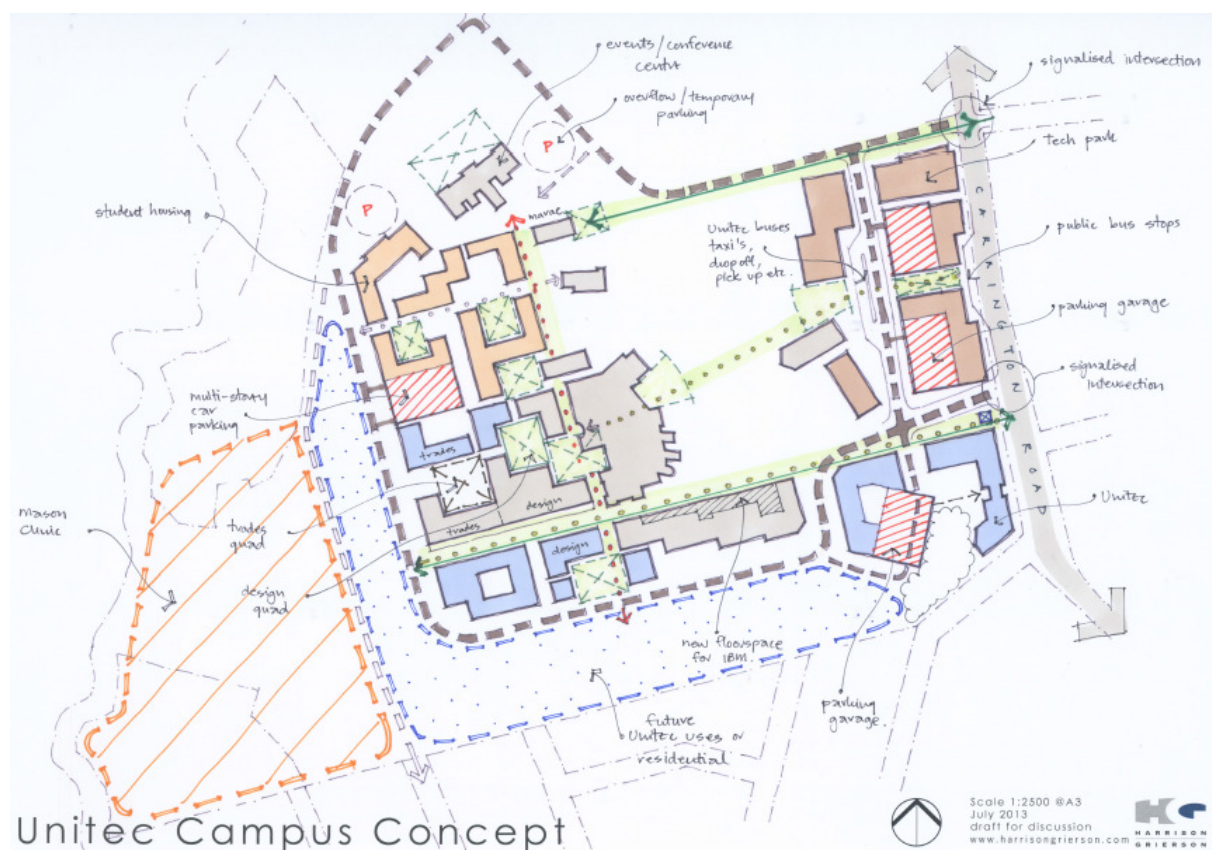 events/conference
centre
overflow/temporary
parking
signalised intersection
Tech park
P
P
student housing
marae
Unitec buses
taxi's,
dropoff,
pick up etc.
public bus stops
CARRINGTON ROAD
parking garage
signalised
intersection
multi-storey
car
parking
trades
mason
clinic
trades
quad
trades
design
design
quad
design
Unitec
new floorspace
for IBM.
parking
garage.
future
Unitec uses or
residential
Unitec Campus Concept
Scale 1:2500 @A3
July 2013
draft for discussion
www.harrisongrierson.com
HARRISON
GRIERSON